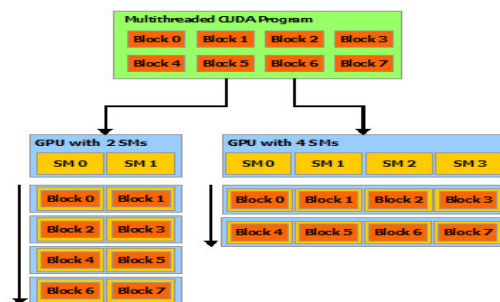 Multithreaded CUDA Program
Block 0 Block 1 Block 2 Block 3
Block 4 Block 5 Block 6 Block 7
GPU with 2 SMs
SM 0 SM 1
Block 0 Block 1
Block 2 Block 3
Block 4 Block 5
Block 6 Block 7
GPU with 4 SMs
SM 0 SM 1 SM 2 SM 3
Block 0 Block 1 Block 2 Block 3
Block 4 Block 5 Block 6 Block 7